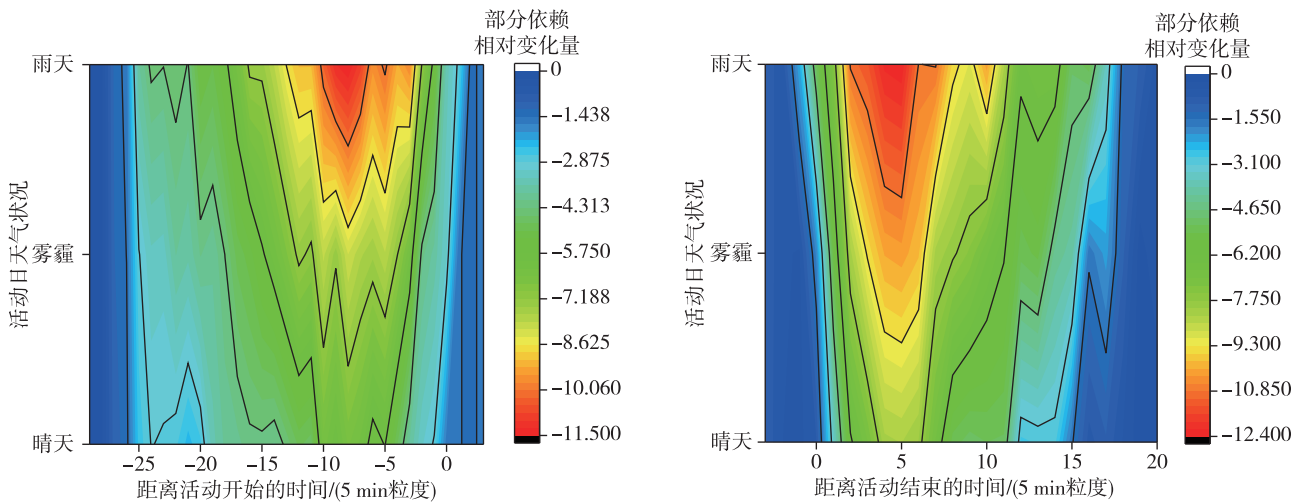 部分依赖
相对变化量
雨天
雾霾
晴天
活动日天气状况
−25
−20
−15
−10
−5
0
距离活动开始的时间/(5 min粒度)
0
−1.438
−2.875
−4.313
−5.750
−7.188
−8.625
−10.060
−11.500
部分依赖
相对变化量
雨天
雾霾
晴天
活动日天气状况
0
5
10
15
20
距离活动结束的时间/(5 min粒度)
0
−1.550
−3.100
−4.650
−6.200
−7.750
−9.300
−10.850
−12.400